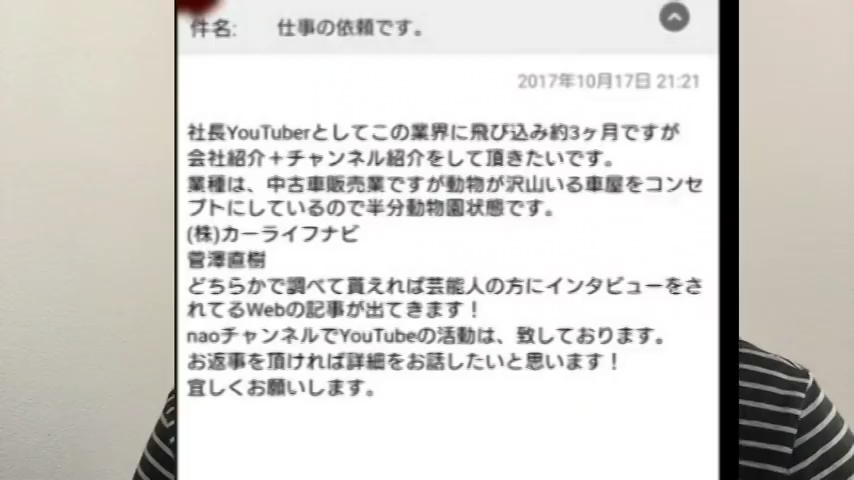 件名: 仕事の依頼です。
2017年10月17日 21:21
社長YouTuberとしてこの業界に飛び込み約3ヶ月ですが
会社紹介＋チャンネル紹介をして頂きたいです。
業種は、中古車販売業ですが動物が沢山いる車屋をコンセ
プトにしているので半分動物園状態です。
(株)カーライフナビ
菅澤直樹
どちらかで調べて貰えれば芸能人の方にインタビューをさ
れてるWebの記事が出てきます！
naoチャンネルでYouTubeの活動は、致しております。
お返事を頂ければ詳細をお話したいと思います！
宜しくお願いします。